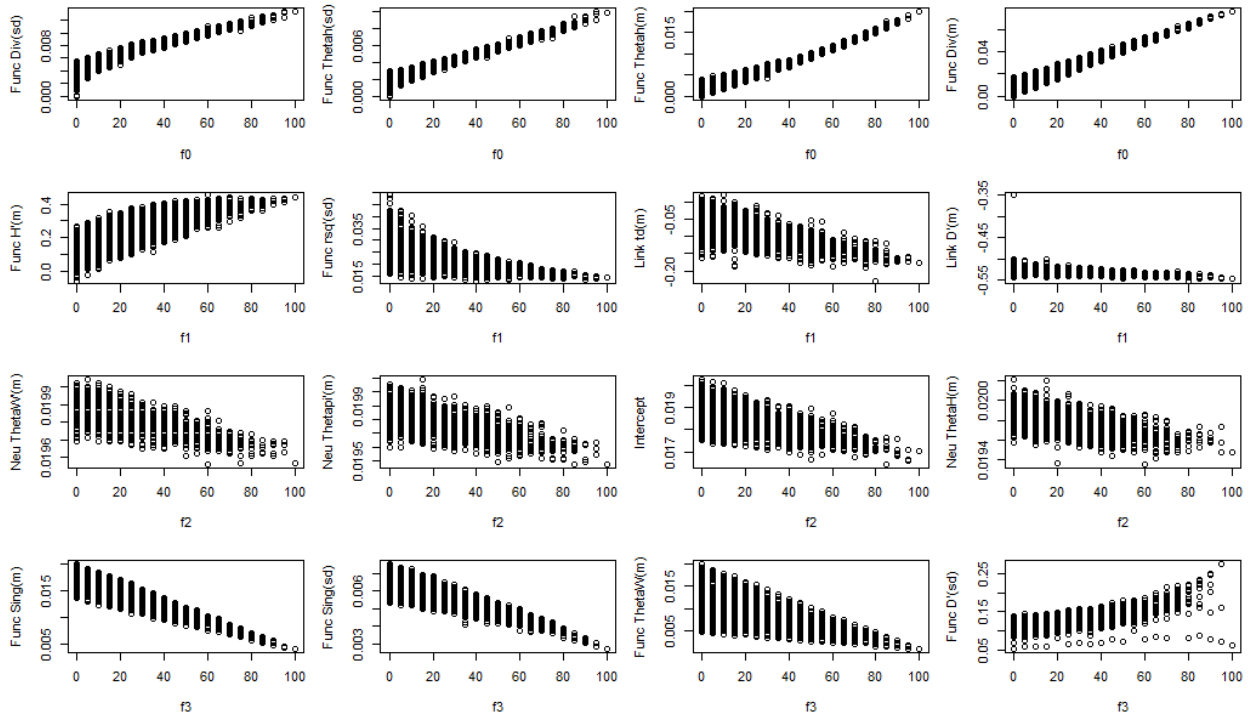 Func Div(sd)
0.000 0.008
0 20 40 60 80 100
f0
Func Thetah(sd)
0.000 0.006
0 20 40 60 80 100
f0
Func Thetah(m)
0.000 0.015
0 20 40 60 80 100
f0
Func Div(m)
0.00 0.04
0 20 40 60 80 100
f0
Func H'(m)
0.0 0.2 0.4
0 20 40 60 80 100
f1
Func rsq'(sd)
0.015 0.035
0 20 40 60 80 100
f1
Link td(m)
-0.20 -0.05
0 20 40 60 80 100
f1
Link D'(m)
-0.55 -0.45 -0.35
0 20 40 60 80 100
f1
Neu ThetaW'(m)
0.0196 0.0199
0 20 40 60 80 100
f2
Neu Thetapi'(m)
0.0195 0.0199
0 20 40 60 80 100
f2
Intercept
0.017 0.019
0 20 40 60 80 100
f2
Neu ThetaH(m)
0.0194 0.0200
0 20 40 60 80 100
f2
Func Sing(m)
0.005 0.015
0 20 40 60 80 100
f3
Func Sing(sd)
0.003 0.006
0 20 40 60 80 100
f3
Func ThetaW(m)
0.005 0.015
0 20 40 60 80 100
f3
Func D'(sd)
0.05 0.15 0.25
0 20 40 60 80 100
f3